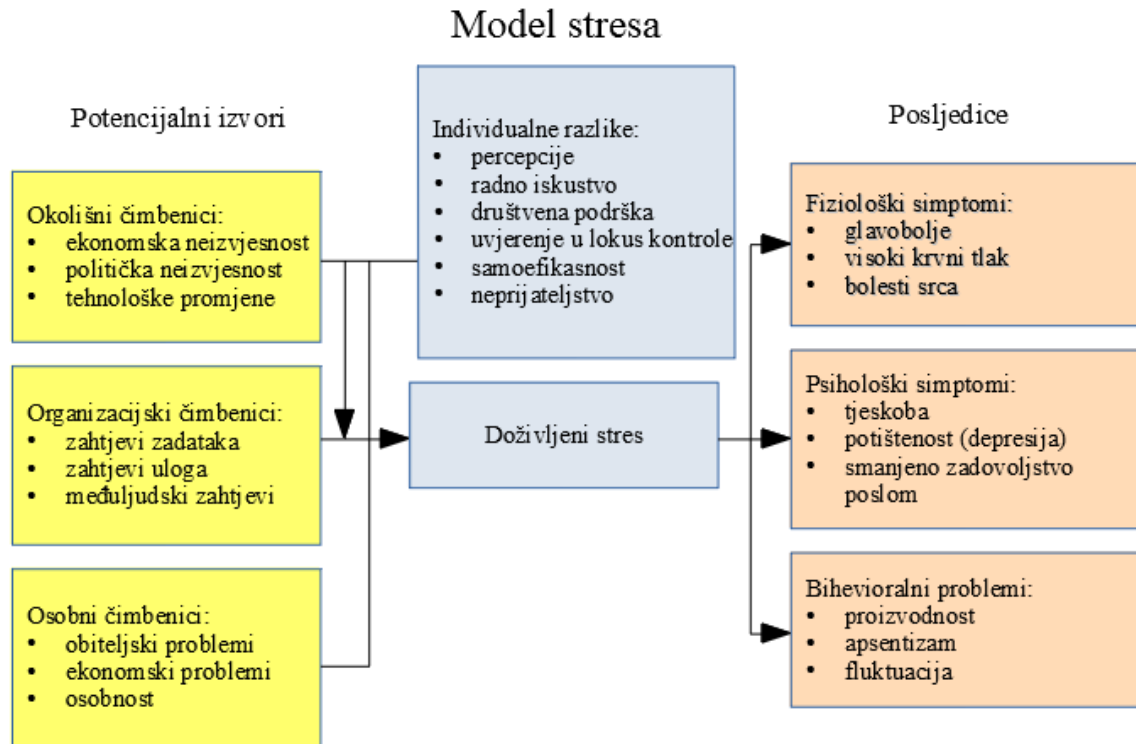 Model stresa
Potencijalni izvori
Okolišni čimbenici:
• ekonomska neizvjesnost
• politička neizvjesnost
• tehnološke promjene
Organizacijski čimbenici:
• zahtjevi zadataka
• zahtjevi uloga
• međuljudski zahtjevi
Osobni čimbenici:
• obiteljski problemi
• ekonomski problemi
• osobnost
Individualne razlike:
• percepcije
• radno iskustvo
• društvena podrška
• uvjerenje u lokus kontrole
• samoefikasnost
• neprijateljstvo
Doživljeni stres
Posljedice
Fiziološki simptomi:
• glavobolje
• visoki krvni tlak
• bolesti srca
Psihološki simptomi:
• tjeskoba
• potištenost (depresija)
• smanjeno zadovoljstvo
poslom
Bihevioralni problemi:
• proizvodnost
• apsentizam
• fluktuacija